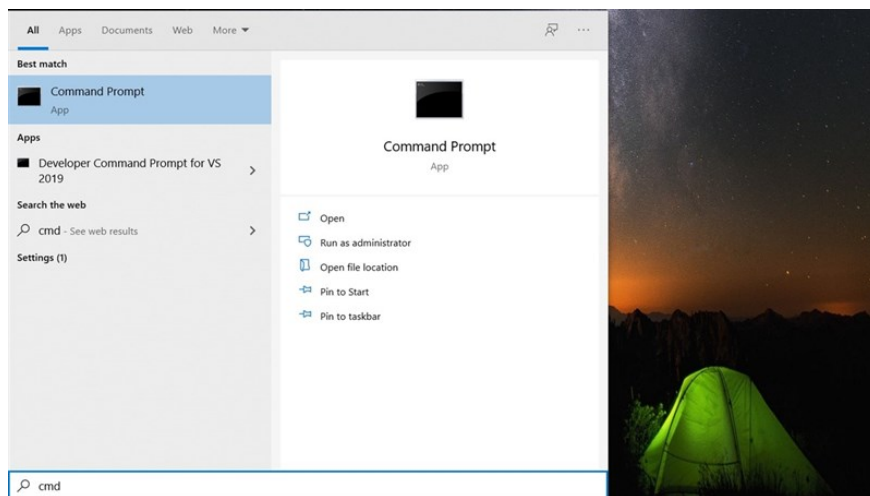 All Apps Documents Web More
Best match
Command Prompt
App
Apps
Developer Command Prompt for VS
2019
Search the web
cmd - See web results
Settings (1)
Command Prompt
App
Open
Run as administrator
Open file location
Pin to Start
Pin to taskbar
cmd